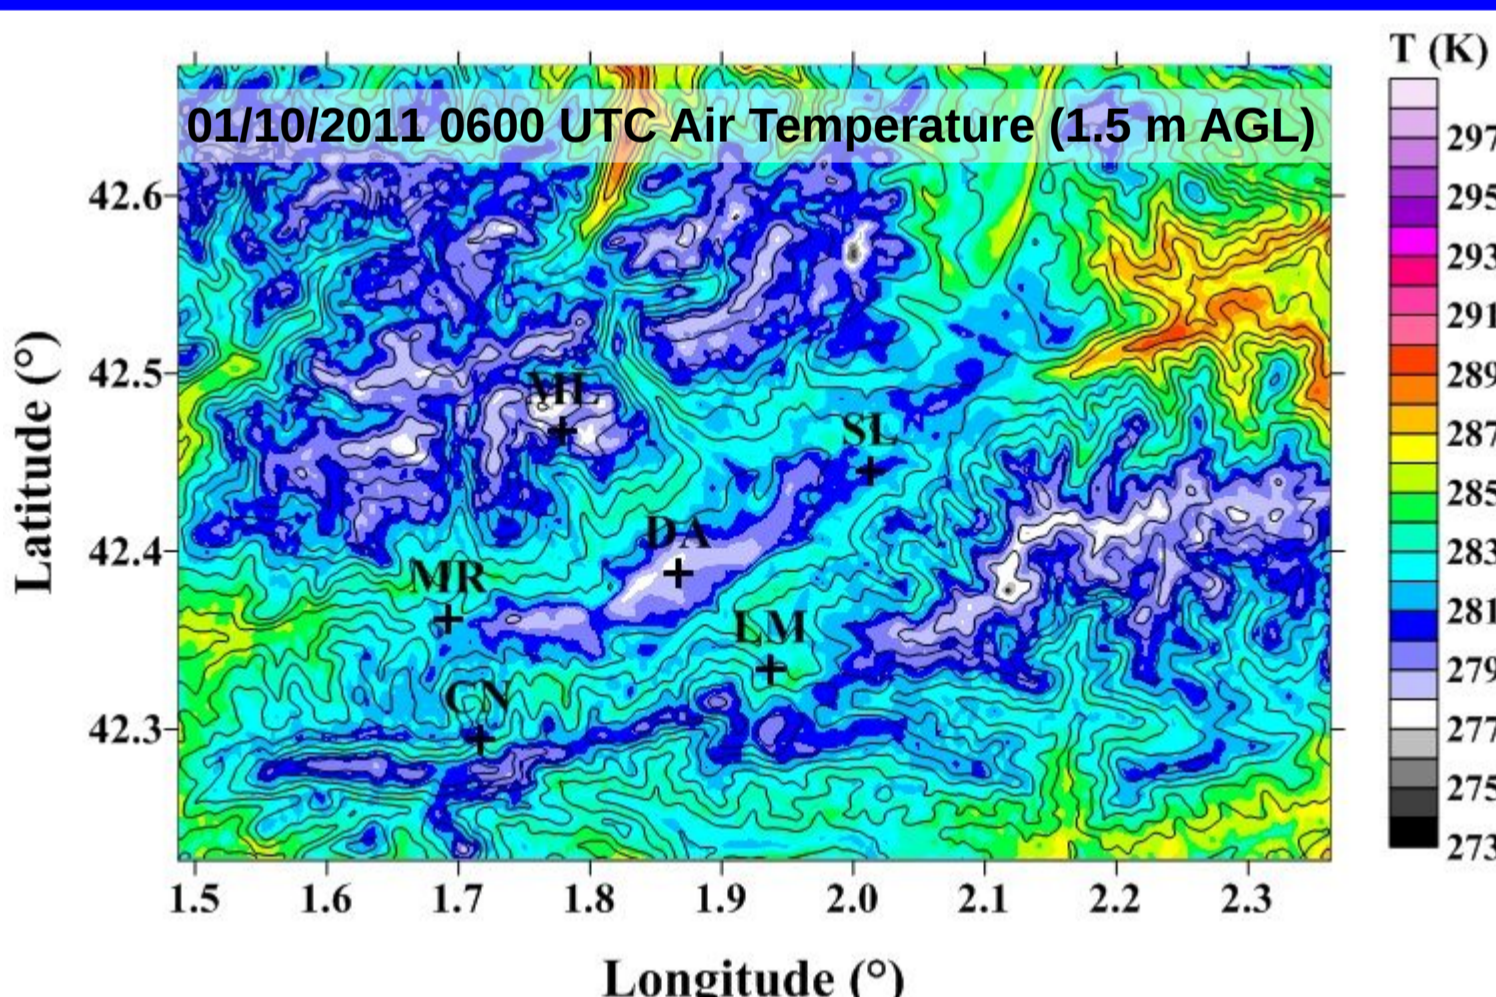 T (K)
01/10/2011 0600 UTC Air Temperature (1.5 m AGL)
297
295
293
291
289
287
285
283
281
279
277
275
273
42.6
42.5
42.4
42.3
Latitude (°)
ML
SL
DA
MR
LM
CN
1.5 1.6 1.7 1.8 1.9 2.0 2.1 2.2 2.3
Longitude (°)